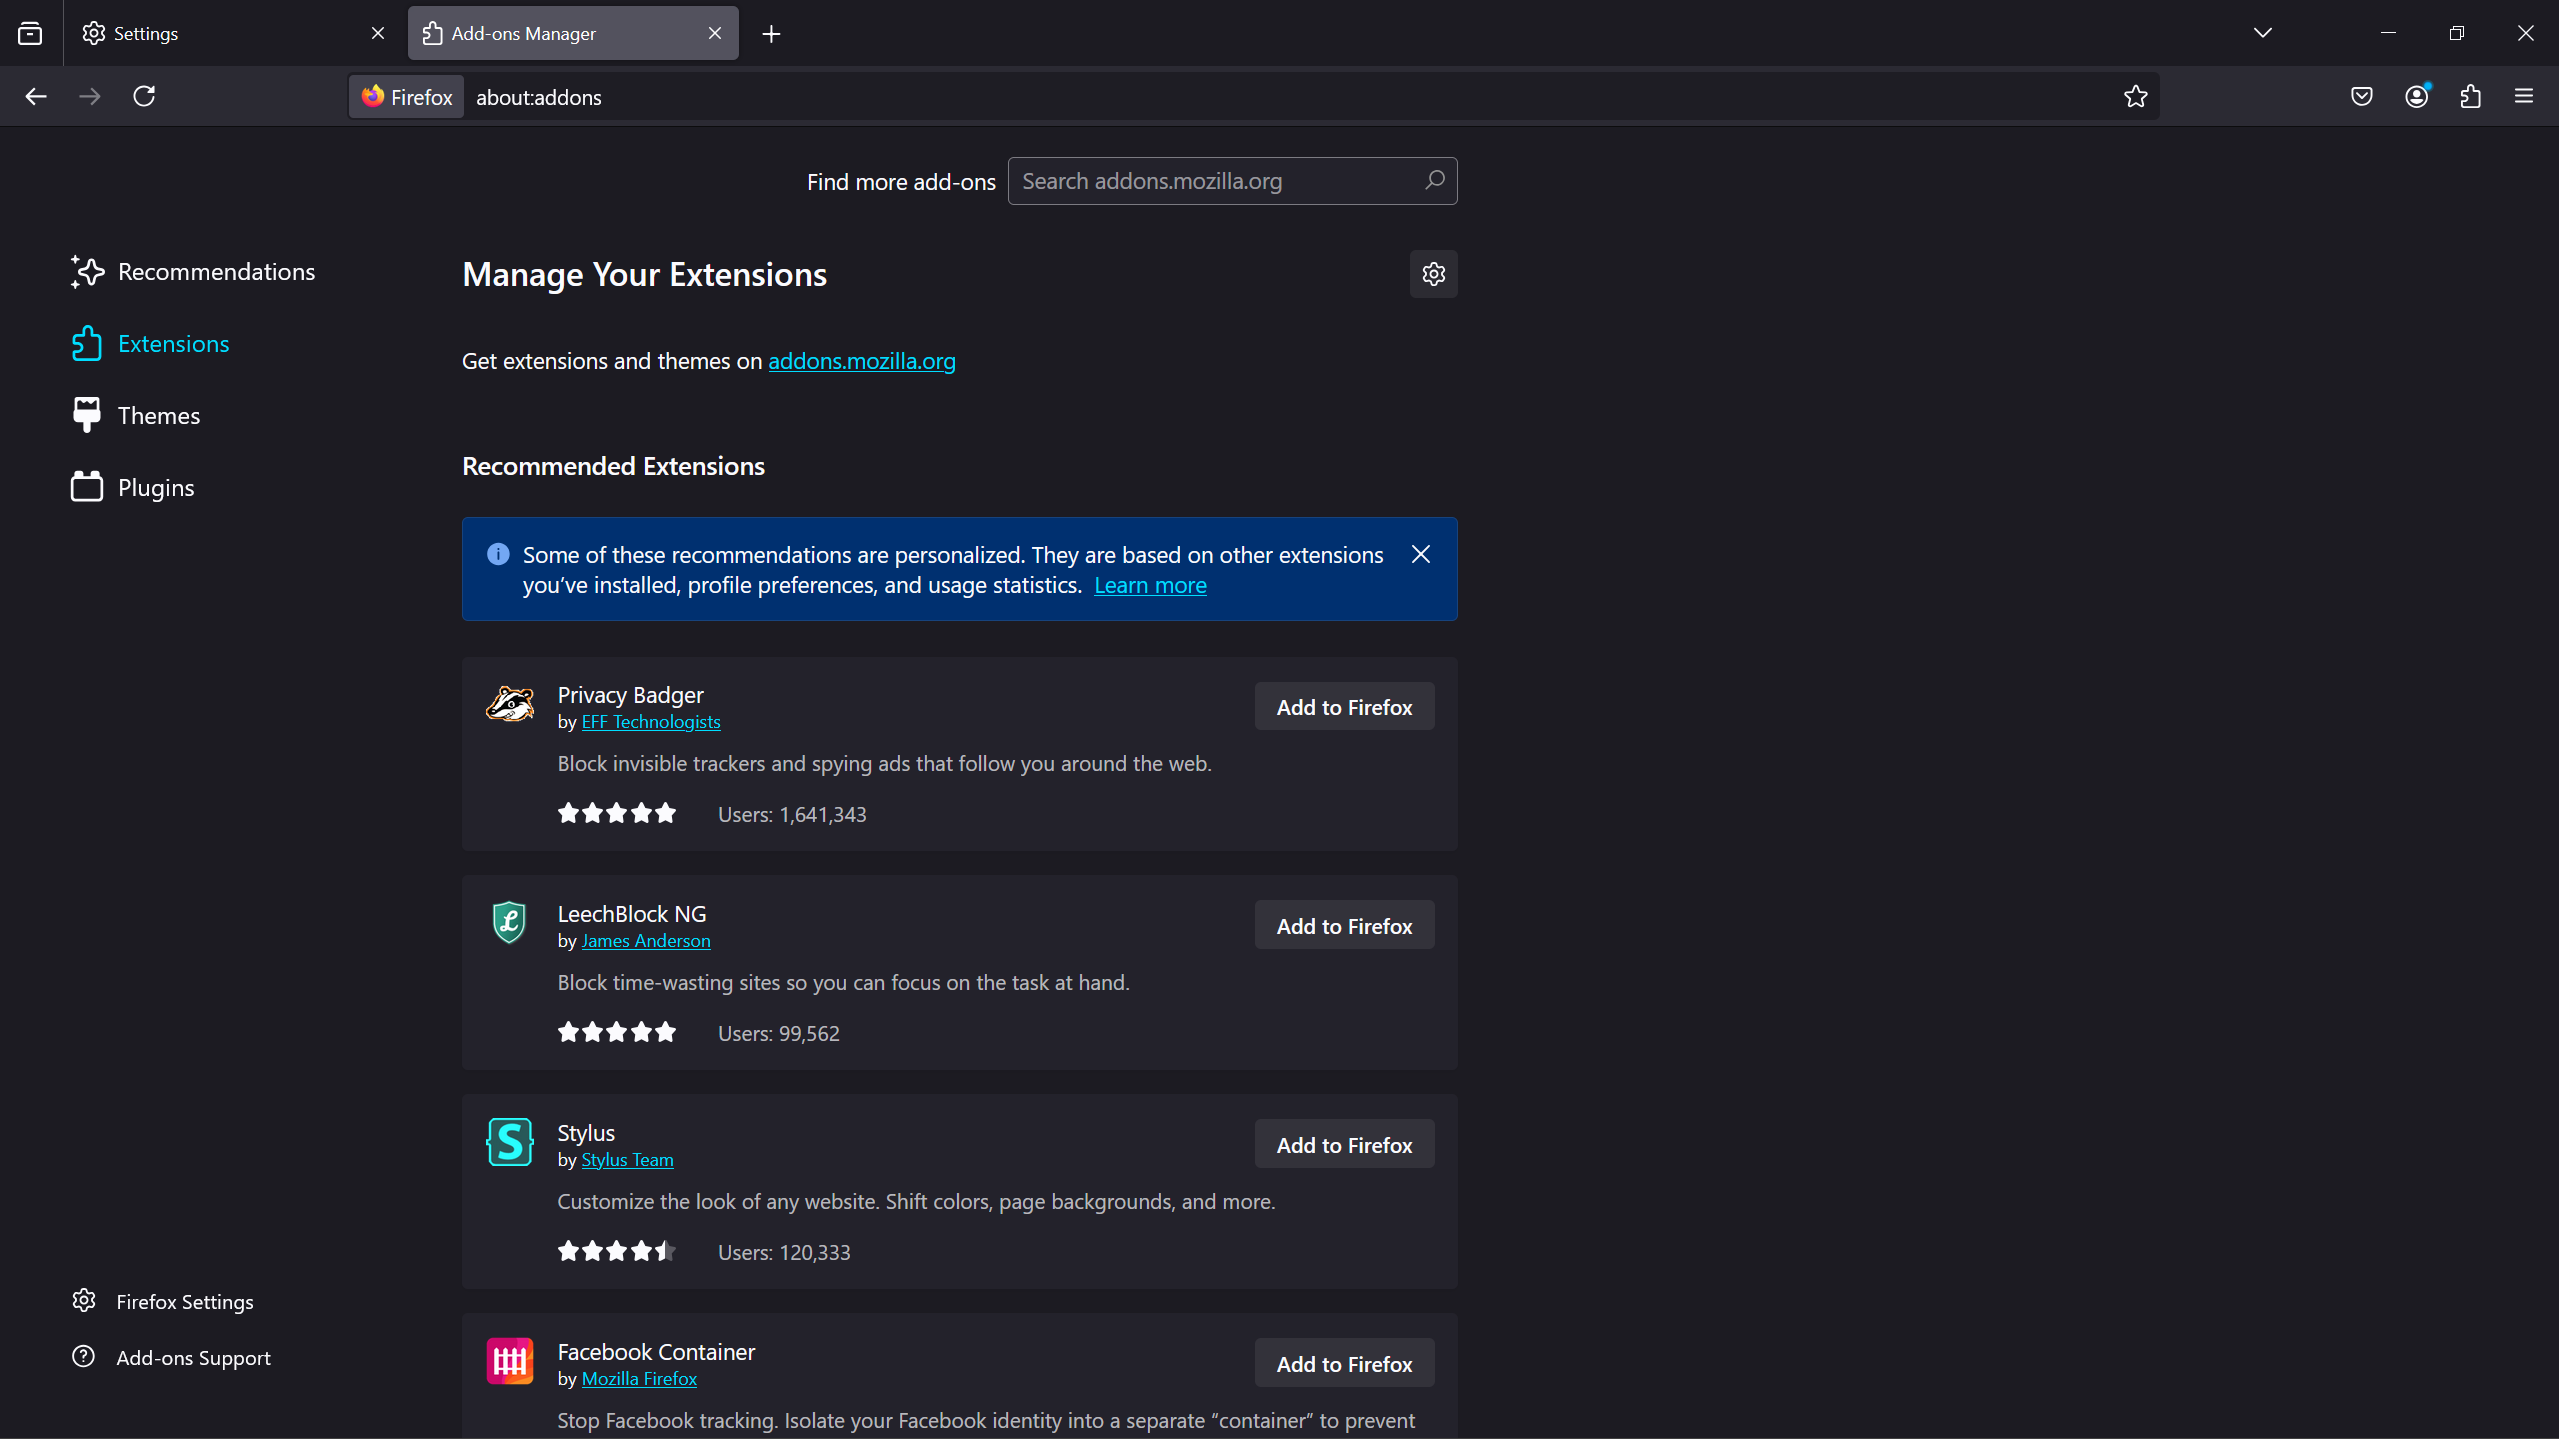 Settings
Add-ons Manager
Firefox
about:addons
Find more add-ons
Search addons.mozilla.org
Recommendations
Extensions
Themes
Plugins
Manage Your Extensions
Get extensions and themes on addons.mozilla.org
Recommended Extensions
Some of these recommendations are personalized. They are based on other extensions
you’ve installed, profile preferences, and usage statistics. Learn more
Privacy Badger
by EFF Technologists
Add to Firefox
Block invisible trackers and spying ads that follow you around the web.
Users: 1,641,343
LeechBlock NG
by James Anderson
Add to Firefox
Block time-wasting sites so you can focus on the task at hand.
Users: 99,562
Stylus
by Stylus Team
Add to Firefox
Customize the look of any website. Shift colors, page backgrounds, and more.
Users: 120,333
Facebook Container
by Mozilla Firefox
Add to Firefox
Stop Facebook tracking. Isolate your Facebook identity into a separate “container” to prevent
Firefox Settings
Add-ons Support